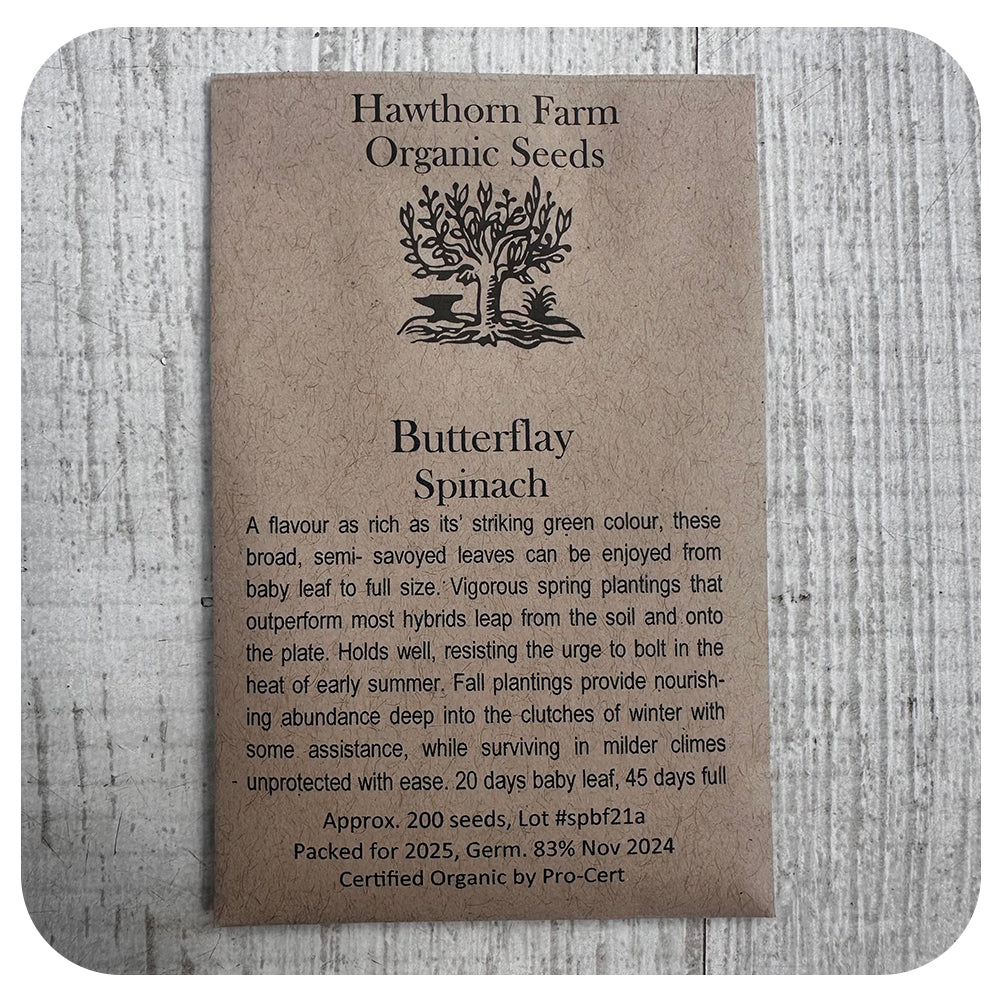 Hawthorn Farm
Organic Seeds
Butterflay
Spinach
A flavour as rich as its' striking green colour, these
broad, semi- savoyed leaves can be enjoyed from
baby leaf to full size. Vigorous spring plantings that
outperform most hybrids leap from the soil and onto
the plate. Holds well, resisting the urge to bolt in the
heat of early summer. Fall plantings provide nourish-
ing abundance deep into the clutches of winter with
some assistance, while surviving in milder climes
unprotected with ease. 20 days baby leaf, 45 days full
Approx. 200 seeds, Lot #spbf21a
Packed for 2025, Germ. 83% Nov 2024
Certified Organic by Pro-Cert